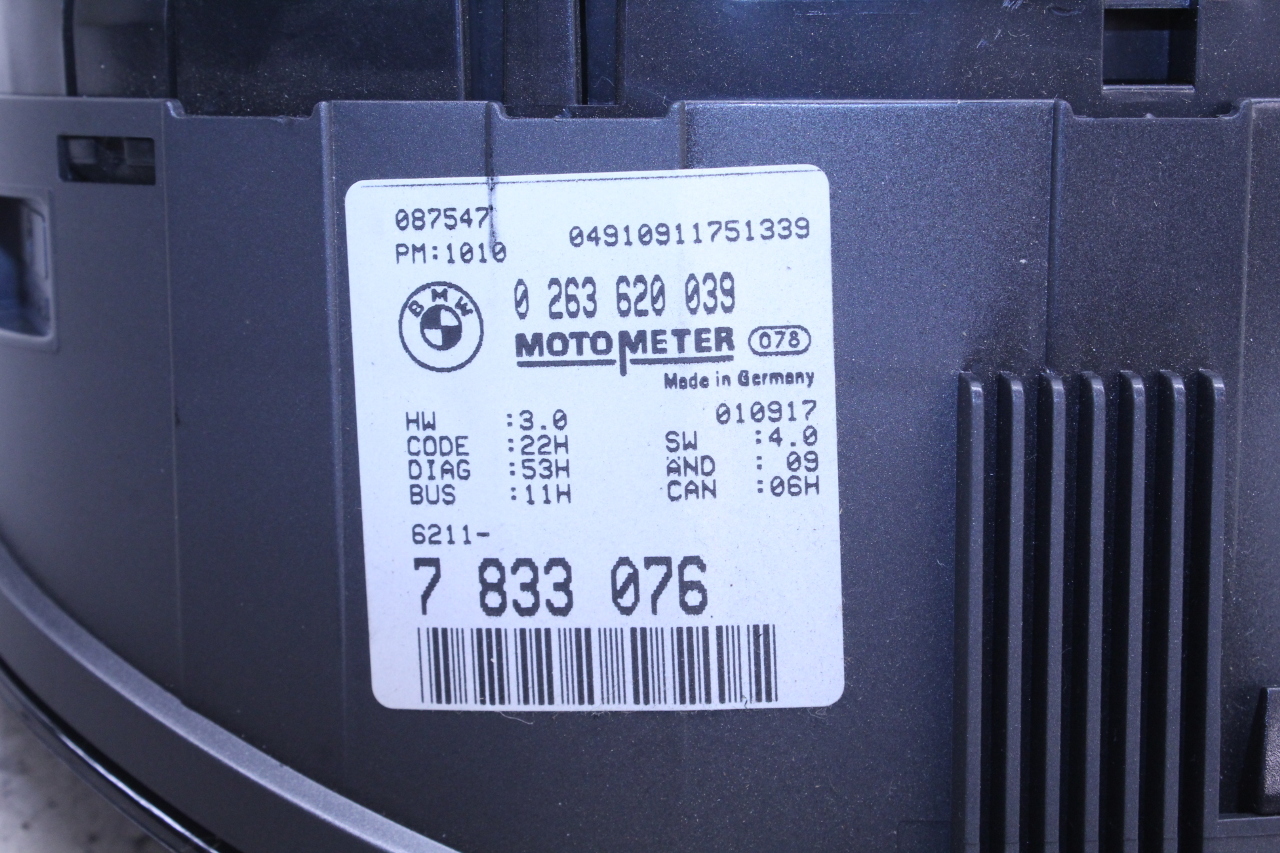 087547
04910911751339
PM:1010
BMW
0 263 620 039
MOTOMETER 078
Made in Germany
010917
HW :3.0
SW :4.0
CODE :22H
AND : 09
DIAG :53H
CAN :06H
BUS :11H
6211-
7 833 076